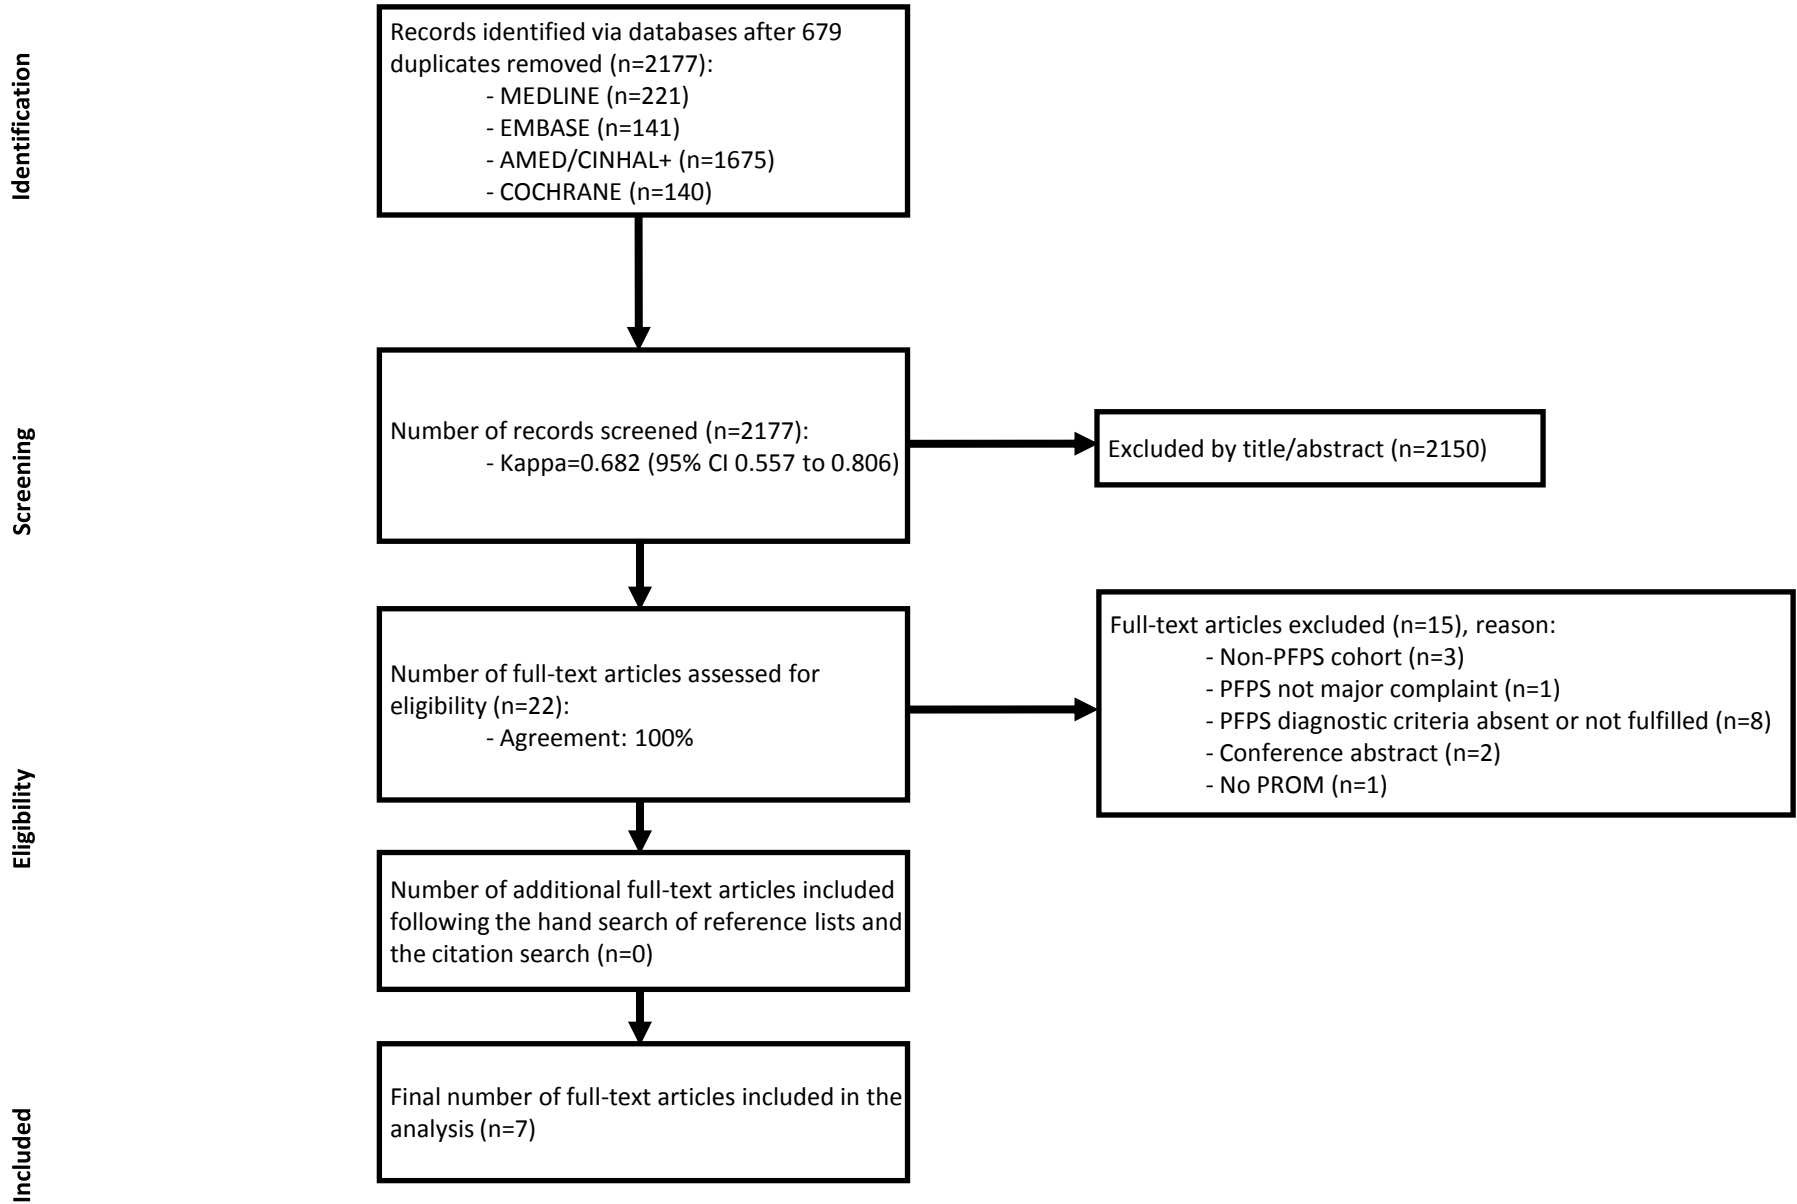 Identification
Records identified via databases after 679
duplicates removed (n=2177):
- MEDLINE (n=221)
- EMBASE (n=141)
- AMED/CINHAL+ (n=1675)
- COCHRANE (n=140)
Screening
Number of records screened (n=2177):
- Kappa=0.682 (95% CI 0.557 to 0.806)
Excluded by title/abstract (n=2150)
Eligibility
Number of full-text articles assessed for
eligibility (n=22):
- Agreement: 100%
Full-text articles excluded (n=15), reason:
- Non-PFPS cohort (n=3)
- PFPS not major complaint (n=1)
- PFPS diagnostic criteria absent or not fulfilled (n=8)
- Conference abstract (n=2)
- No PROM (n=1)
Number of additional full-text articles included
following the hand search of reference lists and
the citation search (n=0)
Included
Final number of full-text articles included in the
analysis (n=7)